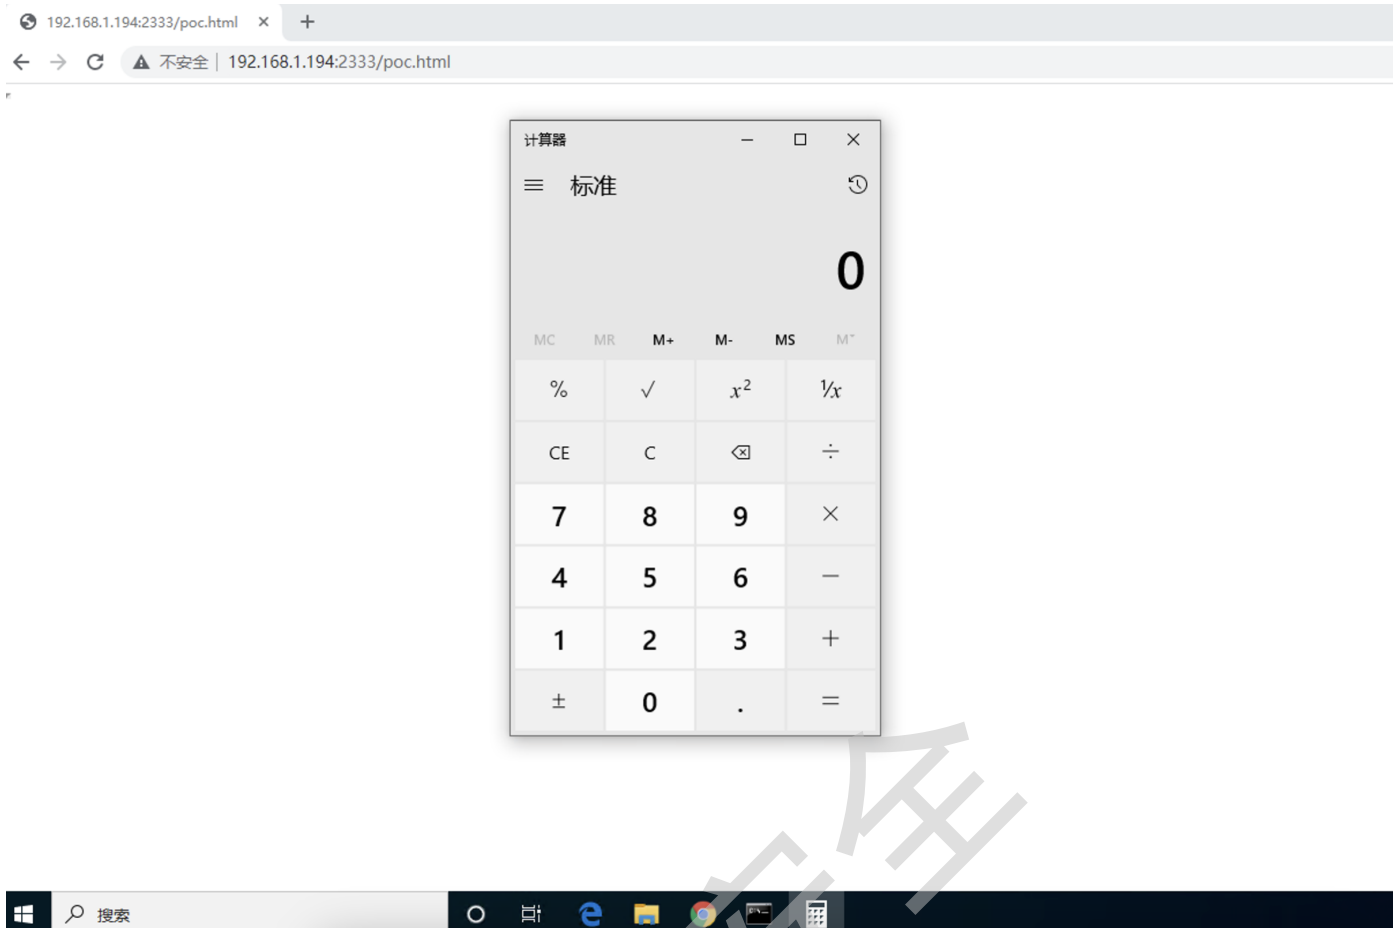 192.168.1.194:2333/poc.html
不安全 | 192.168.1.194:2333/poc.html
计算器
标准
0
MC MR M+ M- MS M˅
% √ x² ¹/x
CE C ÷
7 8 9 ×
4 5 6 −
1 2 3 +
± 0 . =
搜索
安全